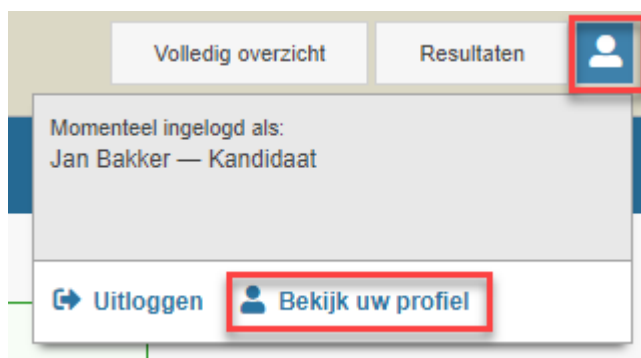 Volledig overzicht
Resultaten
Momenteel ingelogd als:
Jan Bakker — Kandidaat
Uitloggen
Bekijk uw profiel